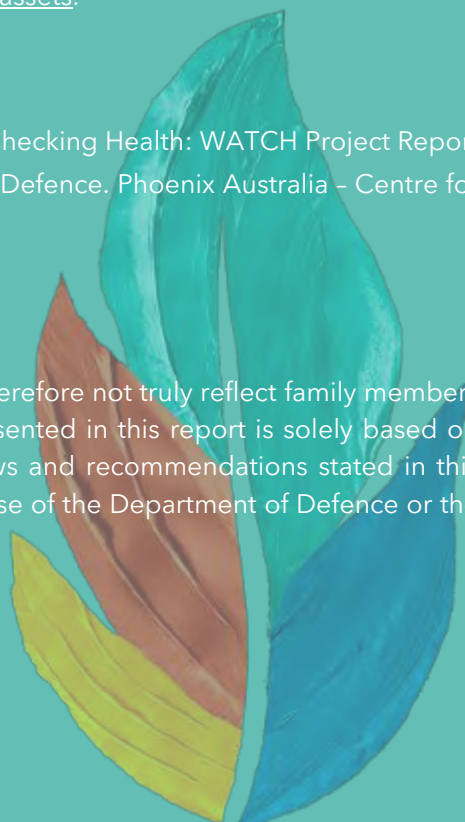 assets.
hecking Health: WATCH Project Repor
Defence. Phoenix Australia – Centre fo
erefore not truly reflect family member
sented in this report is solely based o
ws and recommendations stated in thi
se of the Department of Defence or th